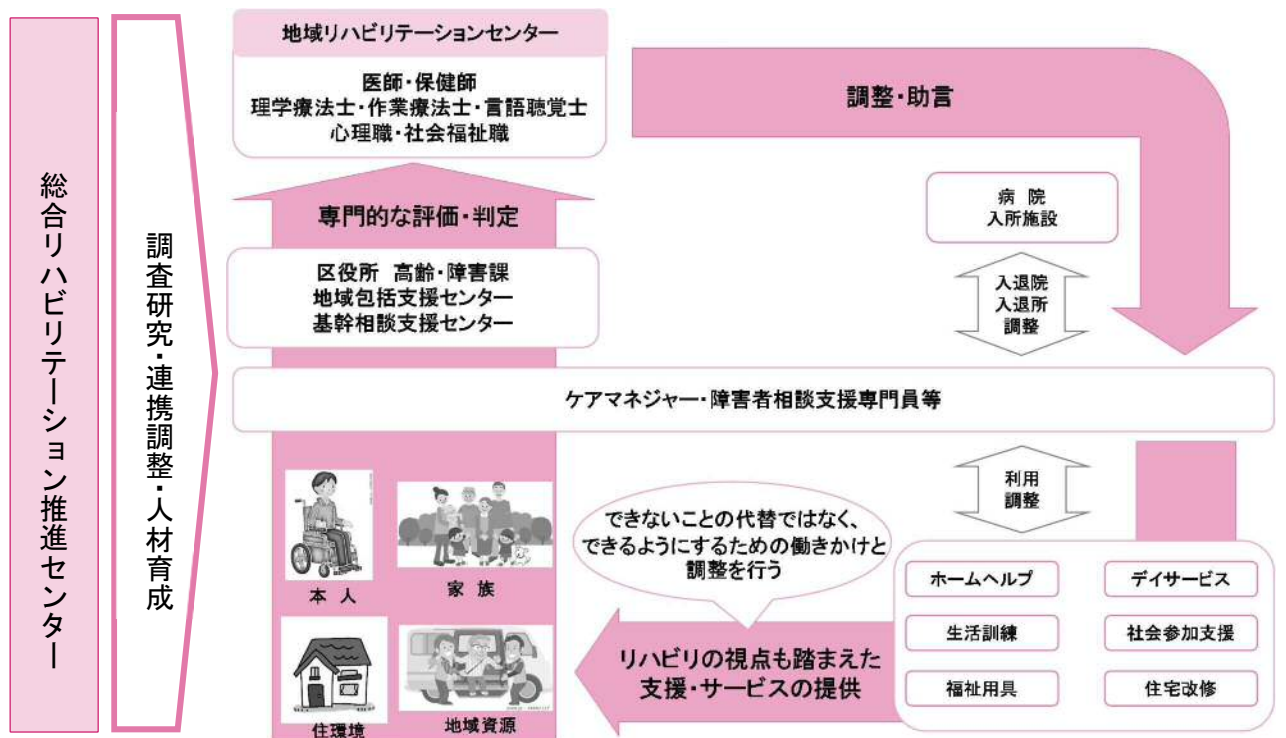 総合リハビリテーション推進センター
調査研究・連携調整・人材育成
地域リハビリテーションセンター
医師・保健師
理学療法士・作業療法士・言語聴覚士
心理職・社会福祉職
調整・助言
専門的な評価・判定
病 院
入所施設
区役所 高齢・障害課
地域包括支援センター
基幹相談支援センター
入退院
入退所
調整
ケアマネジャー・障害者相談支援専門員等
利用
調整
できないことの代替ではなく、
できるようにするための働きかけと
調整を行う
本 人
家 族
住環境
地域資源
リハビリの視点も踏まえた
支援・サービスの提供
ホームヘルプ
デイサービス
生活訓練
社会参加支援
福祉用具
住宅改修